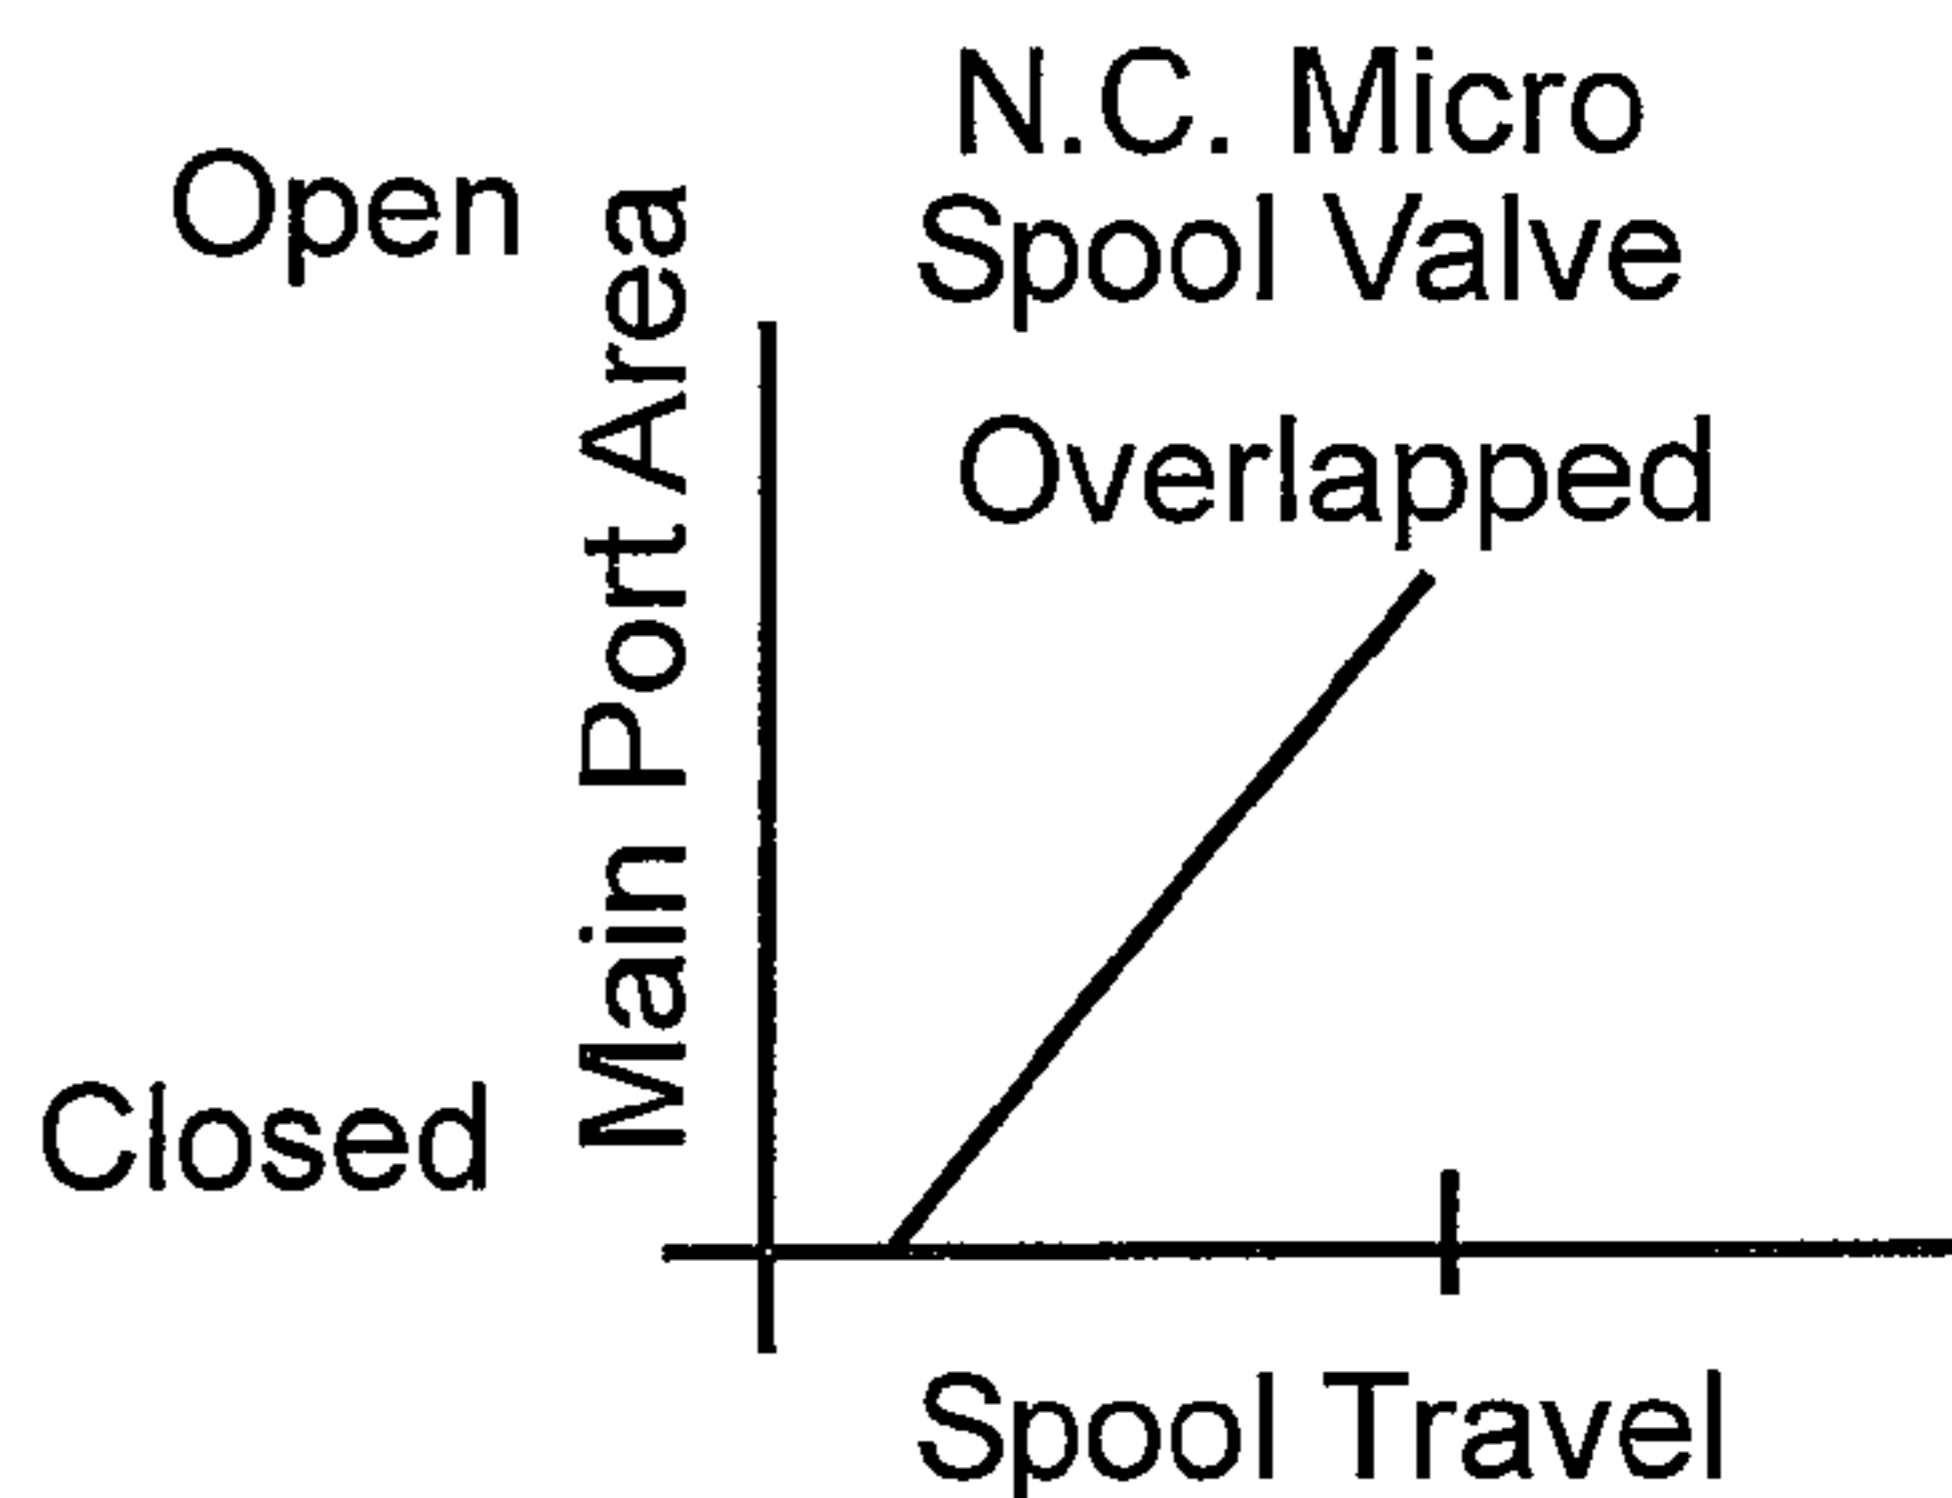 N.C. Micro
Spool Valve
Open
Main Port Area
Overlapped
Closed
Spool Travel